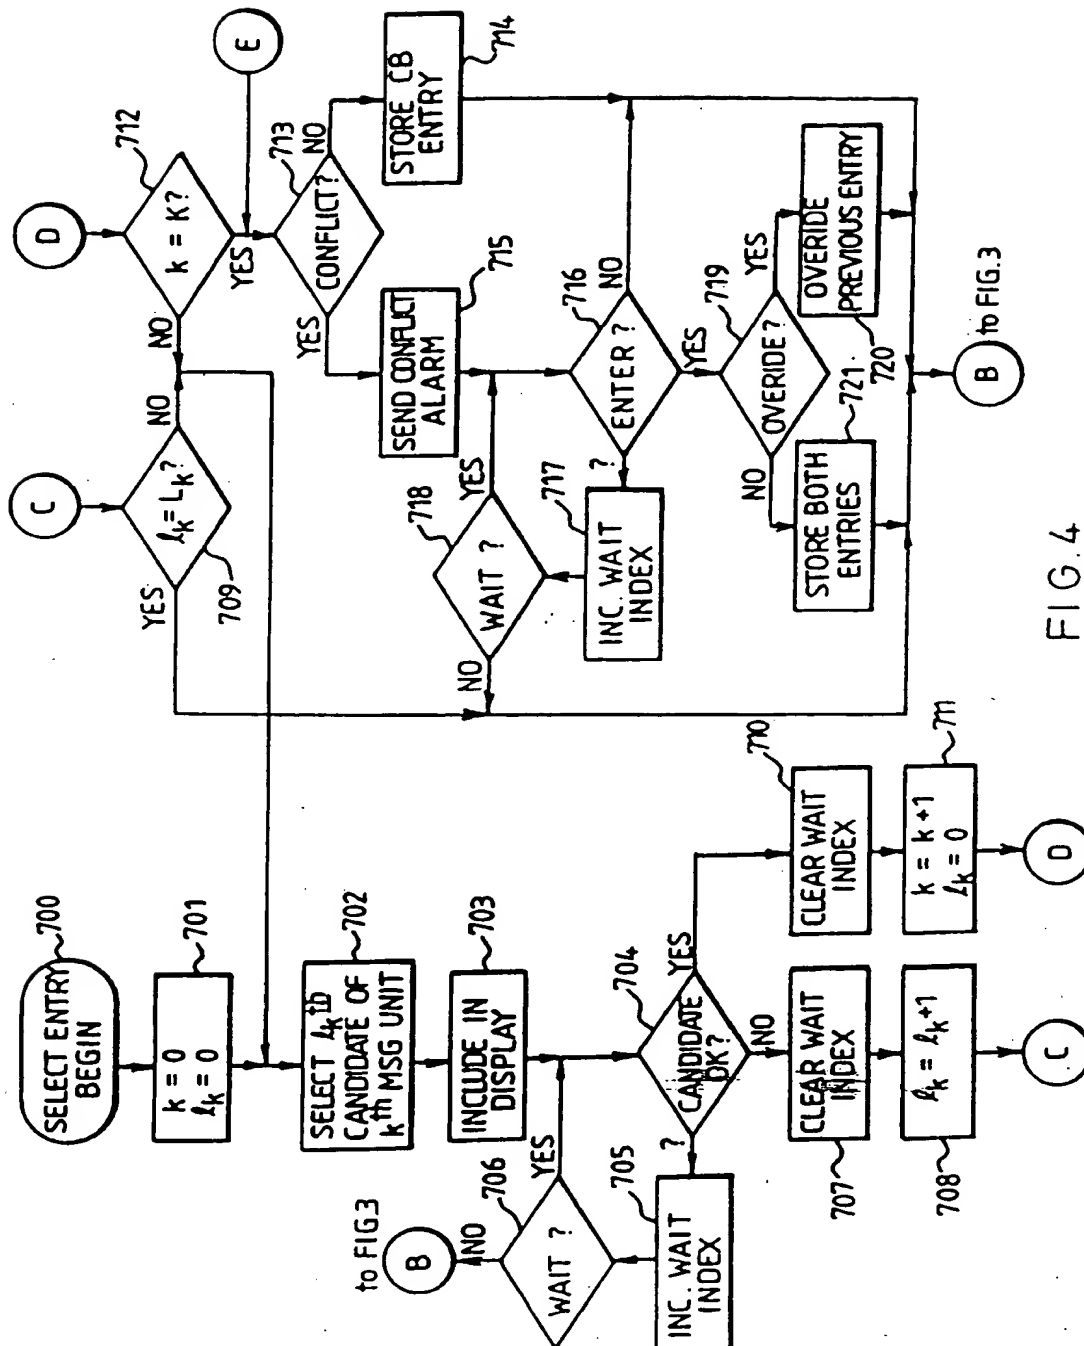 700
SELECT ENTRY
BEGIN
701
k = 0
ℓk = 0
702
SELECT ℓk th
CANDIDATE OF
kth MSG UNIT
703
INCLUDE IN
DISPLAY
704
CANDIDATE
OK?
YES
NO
?
705
INC. WAIT
INDEX
706
WAIT ?
YES
NO
to FIG3
B
707
CLEAR WAIT
INDEX
708
ℓk = ℓk+1
C
710
CLEAR WAIT
INDEX
711
k = k+1
ℓk = 0
D
C
ℓk = Lk?
709
YES
NO
D
712
k = K?
NO
YES
E
713
CONFLICT?
YES
NO
714
STORE CB
ENTRY
715
SEND CONFLICT
ALARM
716
ENTER ?
NO
YES
?
717
INC. WAIT
INDEX
718
WAIT ?
YES
NO
719
OVERIDE?
YES
NO
OVERIDE
PREVIOUS ENTRY
720
721
STORE BOTH
ENTRIES
B
to FIG.3
FIG.4